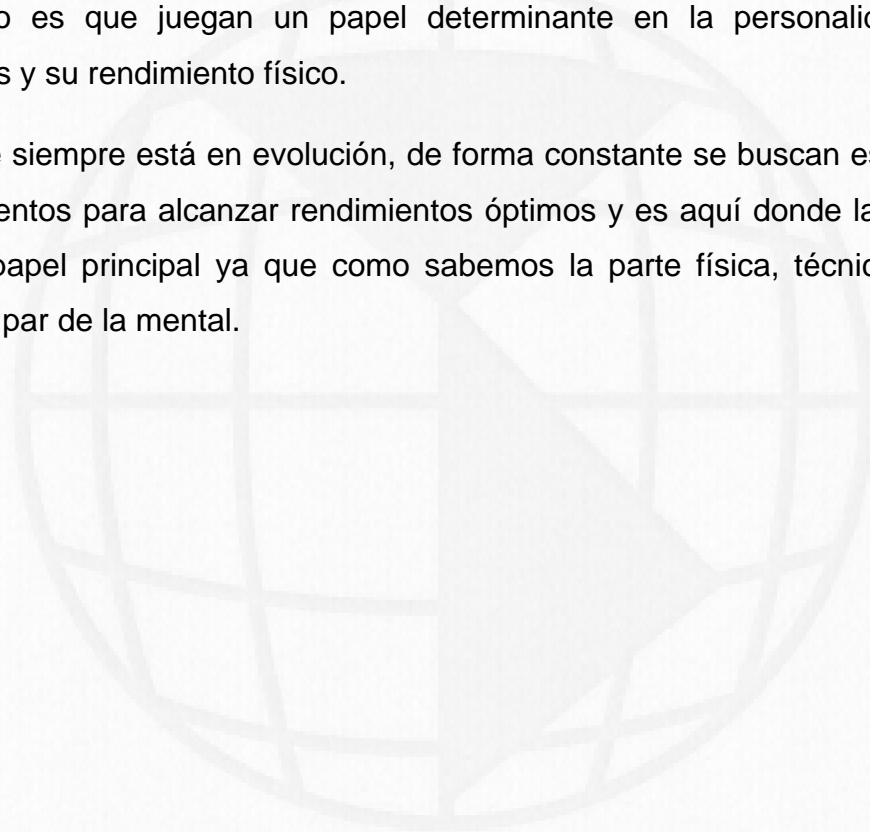 o es que juegan un papel determinante en la personalic
s y su rendimiento físico.
e siempre está en evolución, de forma constante se buscan es
entos para alcanzar rendimientos óptimos y es aquí donde la
papel principal ya que como sabemos la parte física, técnic
par de la mental.